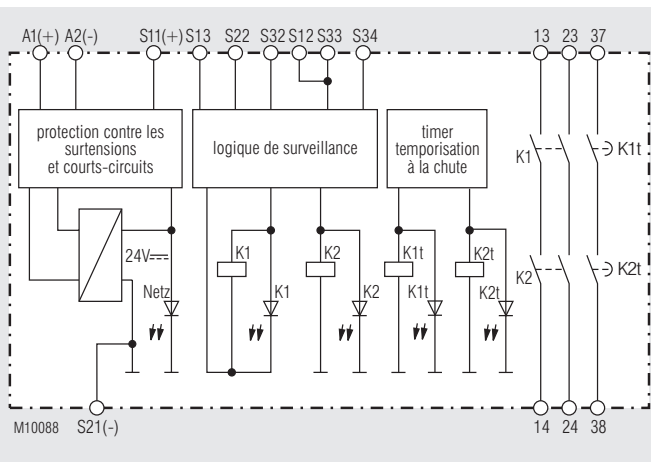 A1(+) A2(-) S11(+) S13 S22 S32 S12 S33 S34 13 23 37
protection contre les
surtensions
et courts-circuits
logique de surveillance
timer
temporisation
à la chute
K1 K1t
24V K1 K2 K1t K2t K2 K2t
Netz K1 K2 K1t K2t
M10088 S21(-) 14 24 38